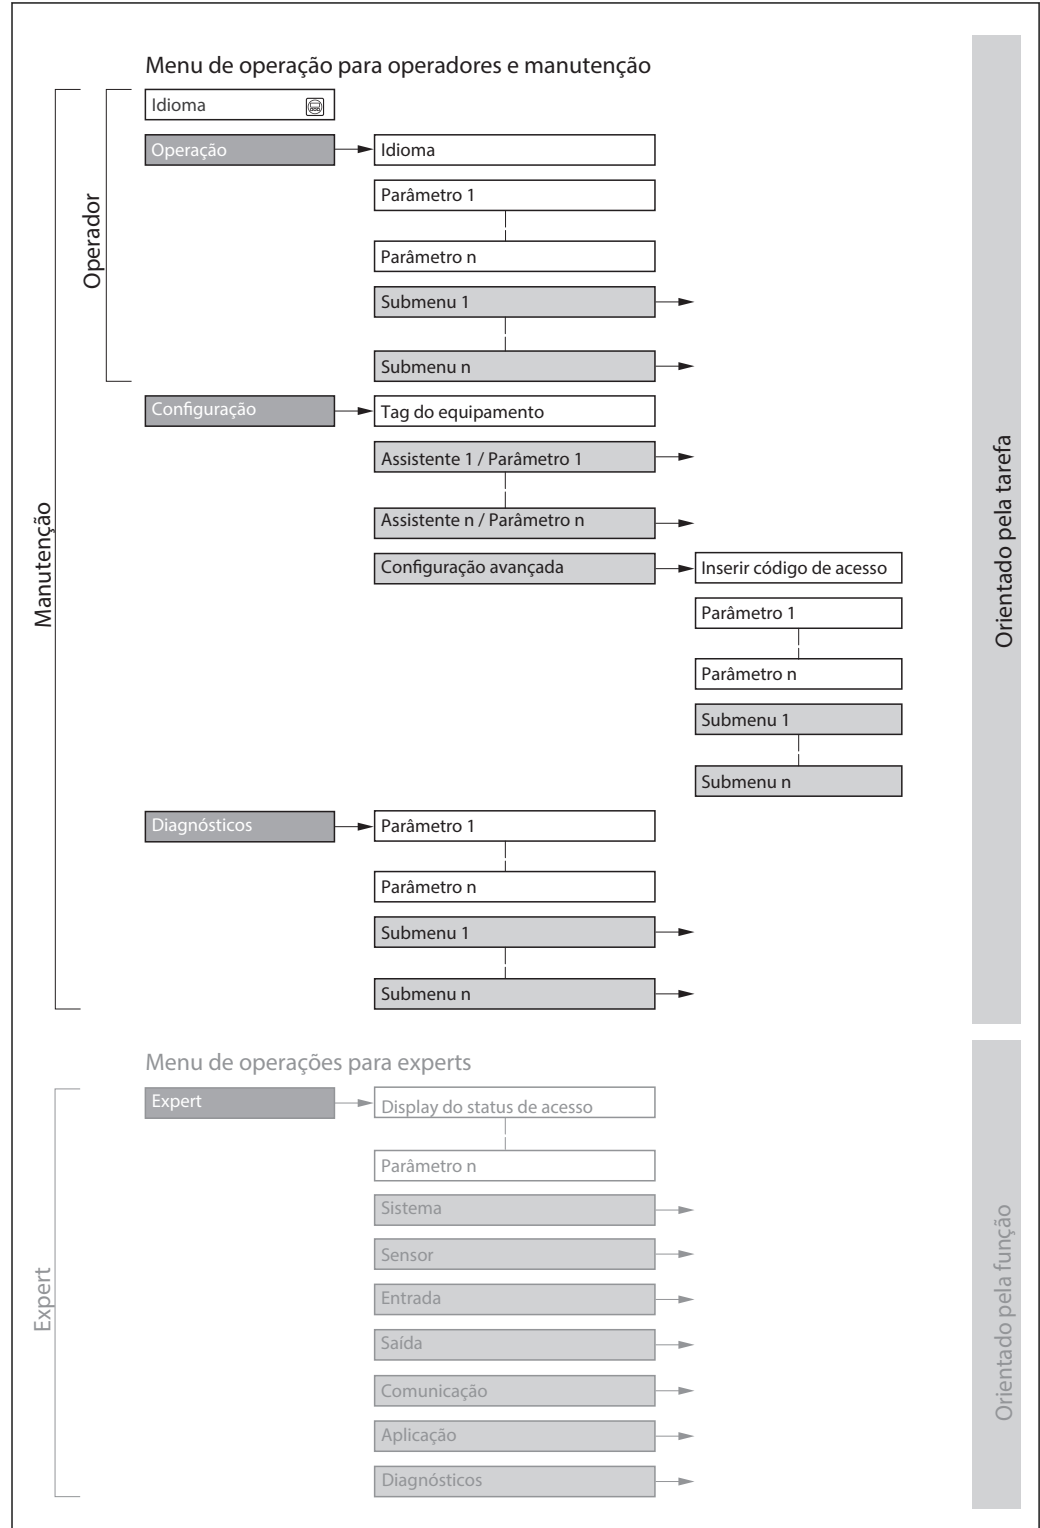 Menu de operação para operadores e manutenção
Idioma
Operação
Idioma
Parâmetro 1
Parâmetro n
Submenu 1
Submenu n
Operador
Configuração
Tag do equipamento
Assistente 1 / Parâmetro 1
Assistente n / Parâmetro n
Configuração avançada
Inserir código de acesso
Parâmetro 1
Parâmetro n
Submenu 1
Submenu n
Manutenção
Diagnósticos
Parâmetro 1
Parâmetro n
Submenu 1
Submenu n
Orientado pela tarefa
Menu de operações para experts
Expert
Display do status de acesso
Parâmetro n
Sistema
Sensor
Entrada
Saída
Comunicação
Aplicação
Diagnósticos
Expert
Orientado pela função